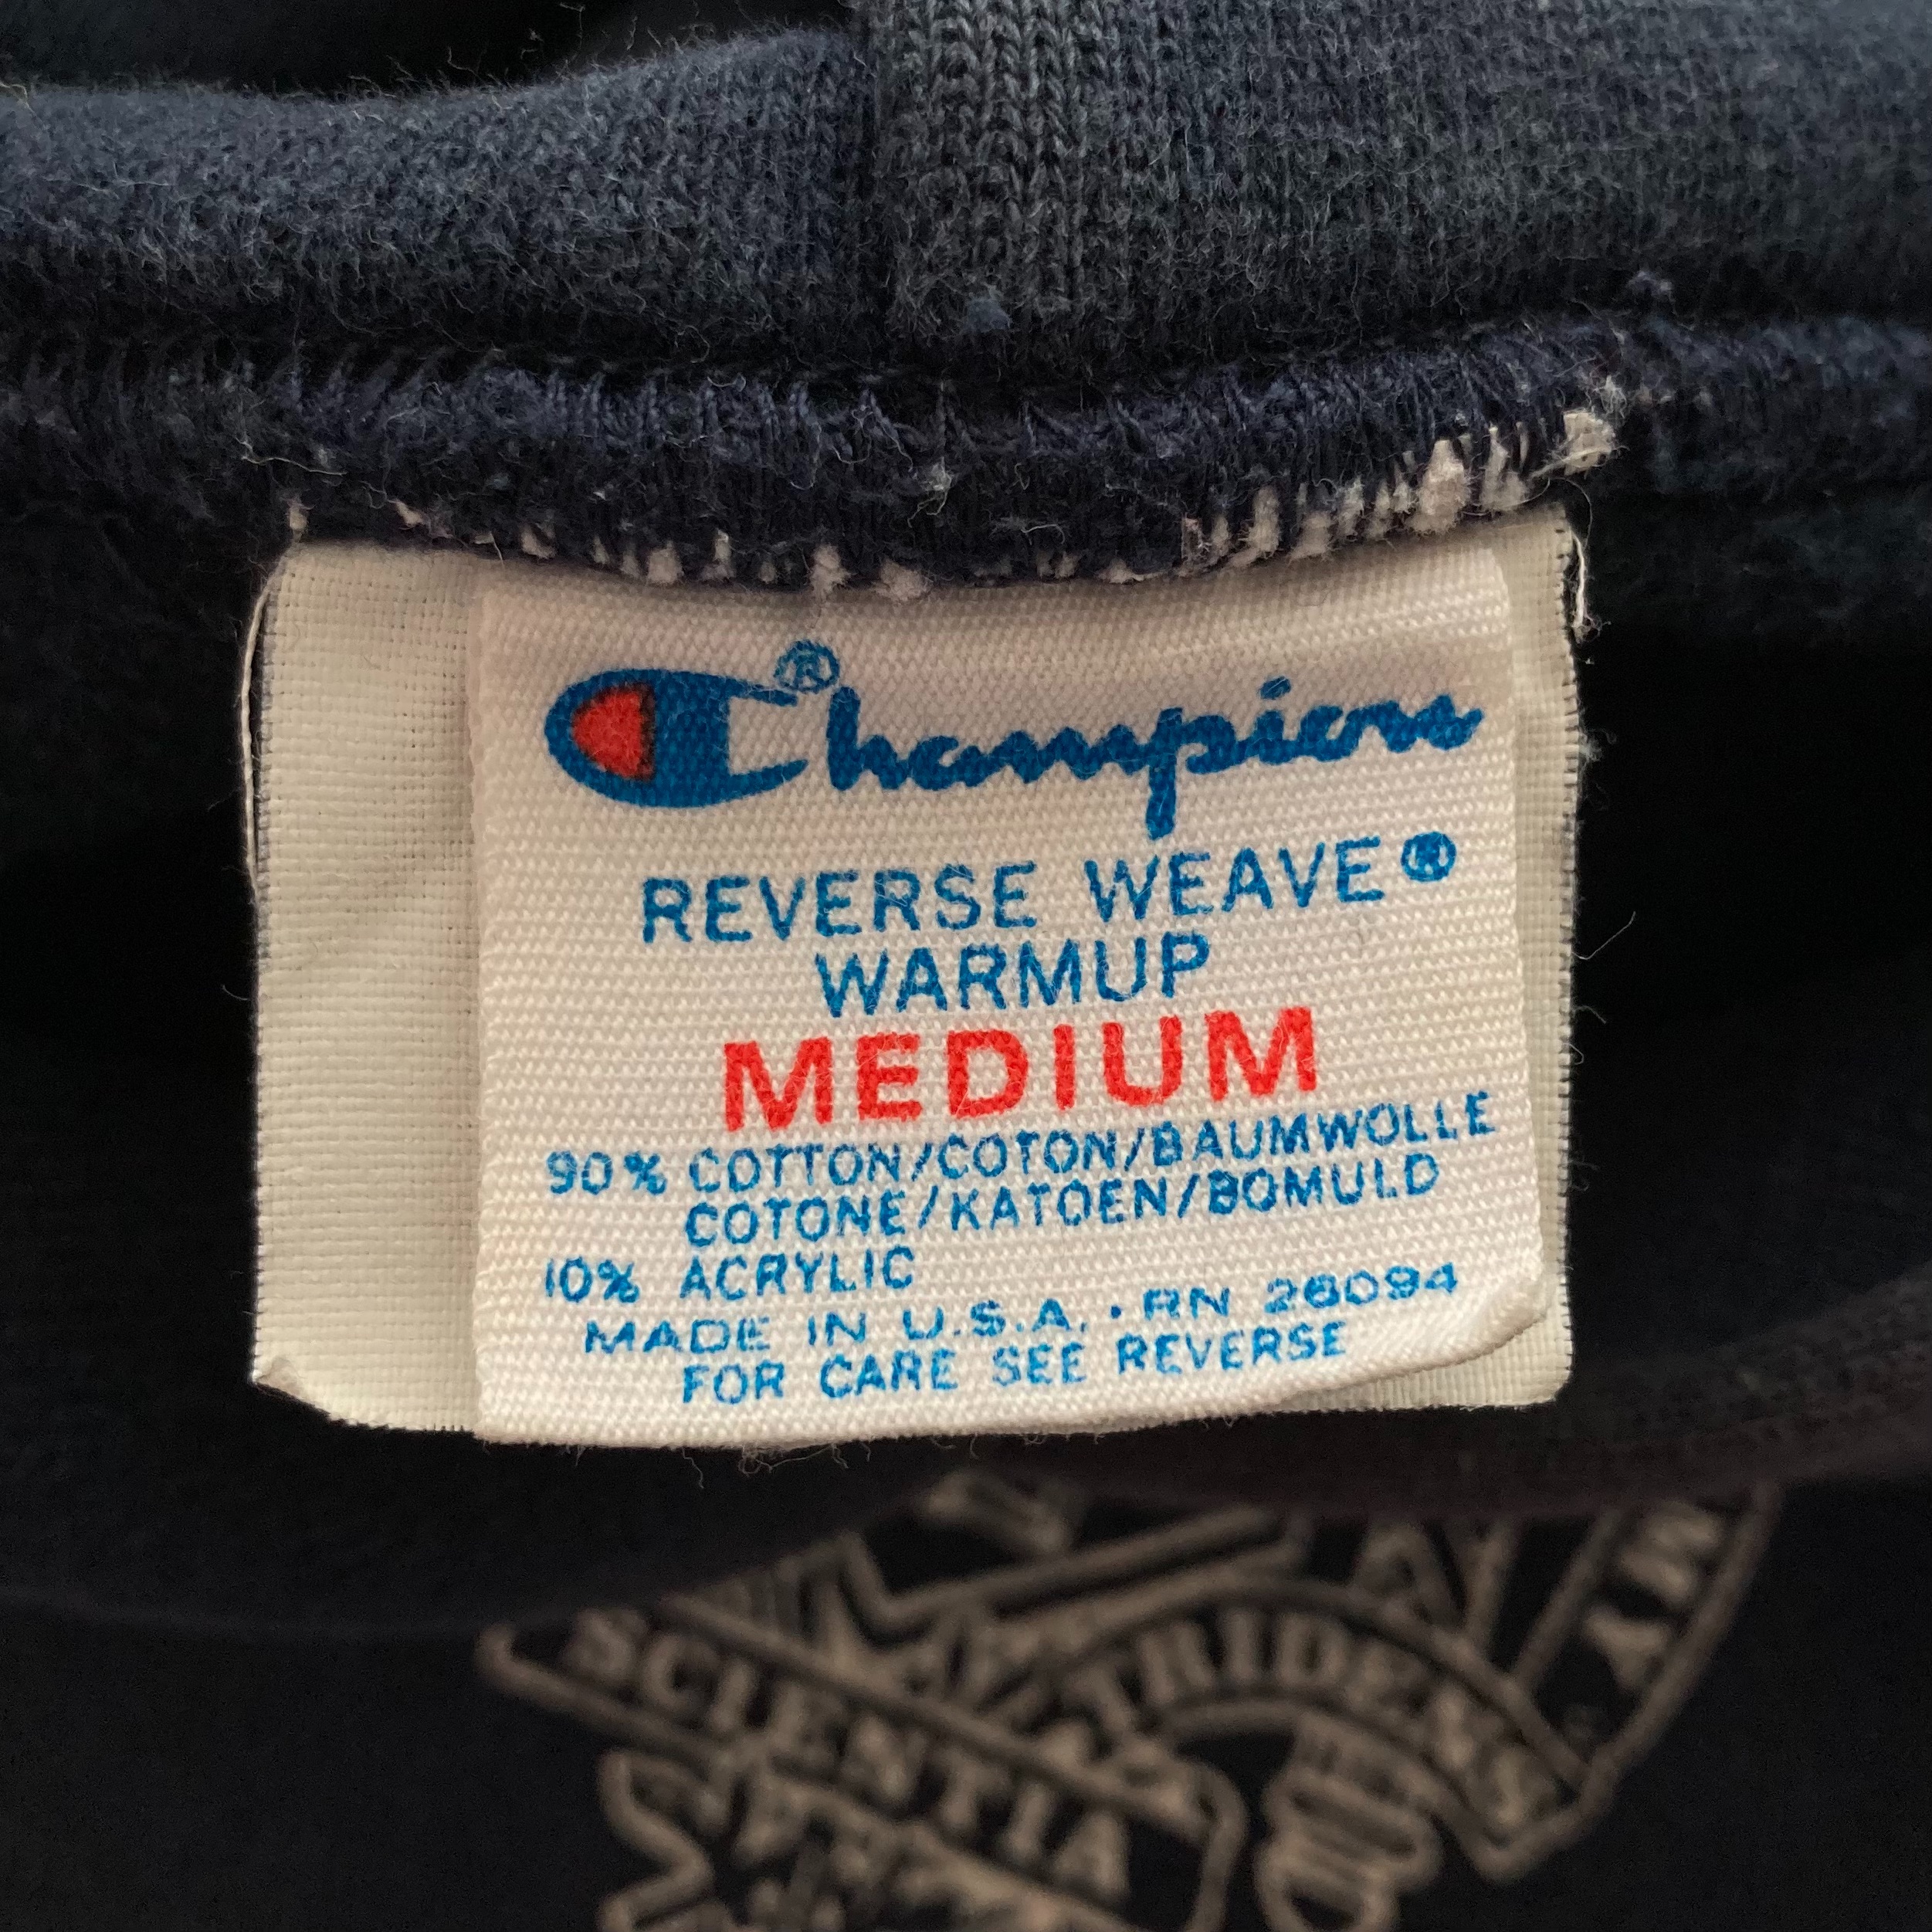 Champion®
REVERSE WEAVE®
WARMUP
MEDIUM
90% COTTON/COTON/BAUMWOLLE
COTONE/KATOEN/BOMULD
10% ACRYLIC
MADE IN U.S.A. • RN 26094
FOR CARE SEE REVERSE
TRIDENS
SCIENTIA